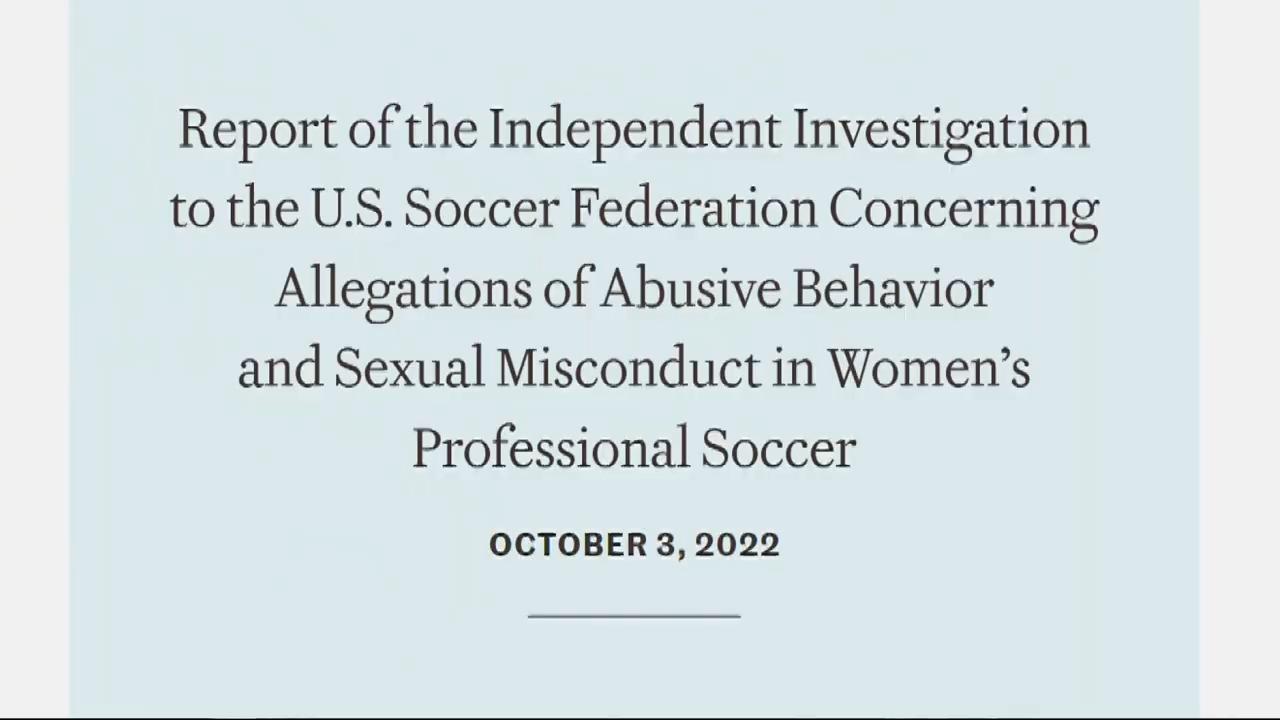 Report of the Independent Investigation
to the U.S. Soccer Federation Concerning
Allegations of Abusive Behavior
and Sexual Misconduct in Women’s
Professional Soccer
OCTOBER 3, 2022